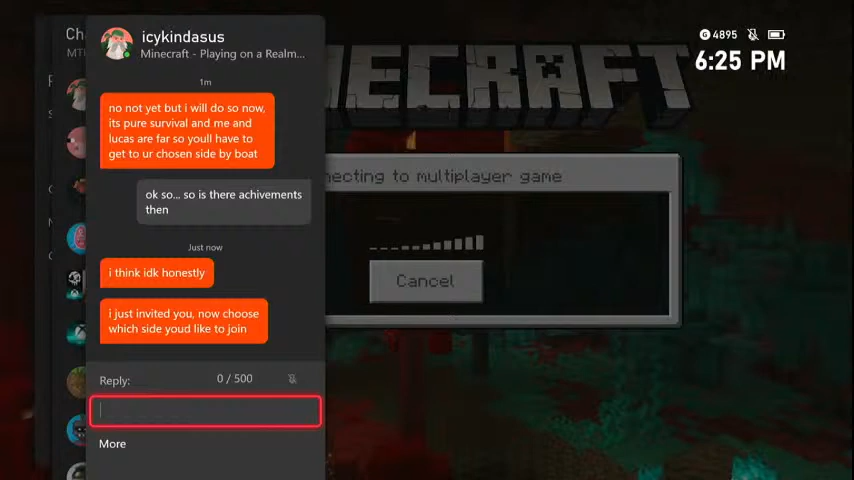 Ch
MT
icykindasus
Minecraft - Playing on a Realm...
1m
no not yet but i will do so now,
its pure survival and me and
lucas are far so youll have to
get to ur chosen side by boat
ok so... so is there achivements
then
Just now
i think idk honestly
i just invited you, now choose
which side youd like to join
Reply:
0 / 500
More
G 4895
6:25 PM
NECRAFT
necting to multiplayer game
Cancel